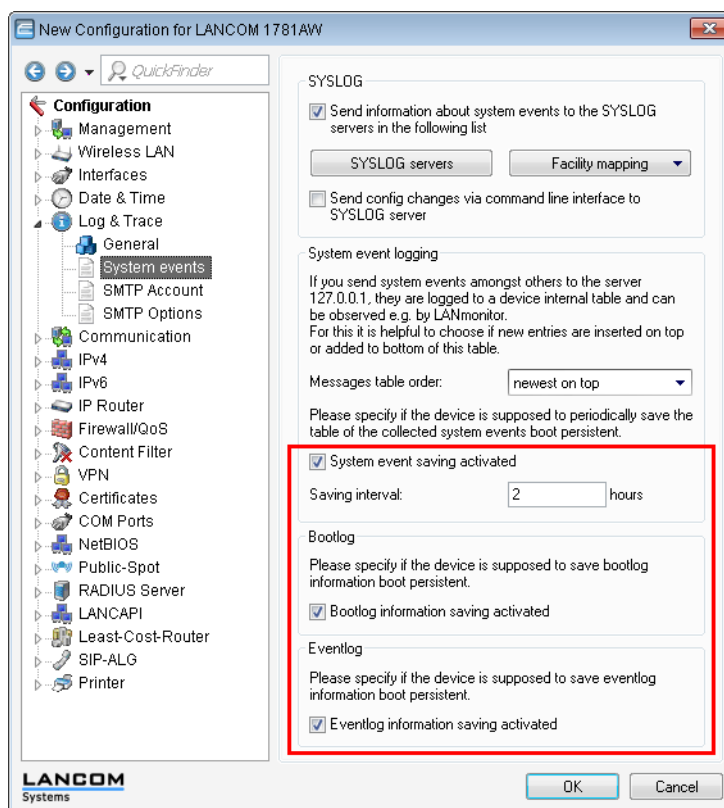 New Configuration for LANCOM 1781AW
QuickFinder
Configuration
Management
Wireless LAN
Interfaces
Date & Time
Log & Trace
General
System events
SMTP Account
SMTP Options
Communication
IPv4
IPv6
IP Router
Firewall/QoS
Content Filter
VPN
Certificates
COM Ports
NetBIOS
Public-Spot
RADIUS Server
LANCAPI
Least-Cost-Router
SIP-ALG
Printer
SYSLOG
Send information about system events to the SYSLOG
servers in the following list
SYSLOG servers
Facility mapping
Send config changes via command line interface to
SYSLOG server
System event logging
If you send system events amongst others to the server
127.0.0.1, they are logged to a device internal table and can
be observed e.g. by LANmonitor.
For this it is helpful to choose if new entries are inserted on top
or added to bottom of this table.
Messages table order: newest on top
Please specify if the device is supposed to periodically save the
table of the collected system events boot persistent.
System event saving activated
Saving interval: 2 hours
Bootlog
Please specify if the device is supposed to save bootlog
information boot persistent.
Bootlog information saving activated
Eventlog
Please specify if the device is supposed to save eventlog
information boot persistent.
Eventlog information saving activated
LANCOM
Systems
OK
Cancel